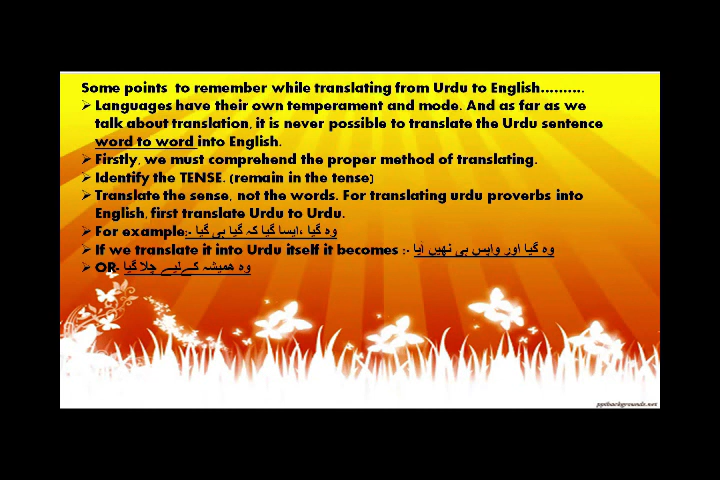 Some points to remember while translating from Urdu to English..........
➢ Languages have their own temperament and mode. And as far as we
talk about translation, it is never possible to translate the Urdu sentence
word to word into English.
➢ Firstly, we must comprehend the proper method of translating.
➢ Identify the TENSE. (remain in the tense)
➢ Translate the sense, not the words. For translating urdu proverbs into
English, first translate Urdu to Urdu.
➢ For example:- وہ گیا ،ایسا گیا کہ گیا ہی گیا
➢ If we translate it into Urdu itself it becomes :- وہ گیا اور واپس ہی نھیں آیا
➢ OR- وہ ھمیشہ کےلیے چلا گیا
pptbackgrounds.net